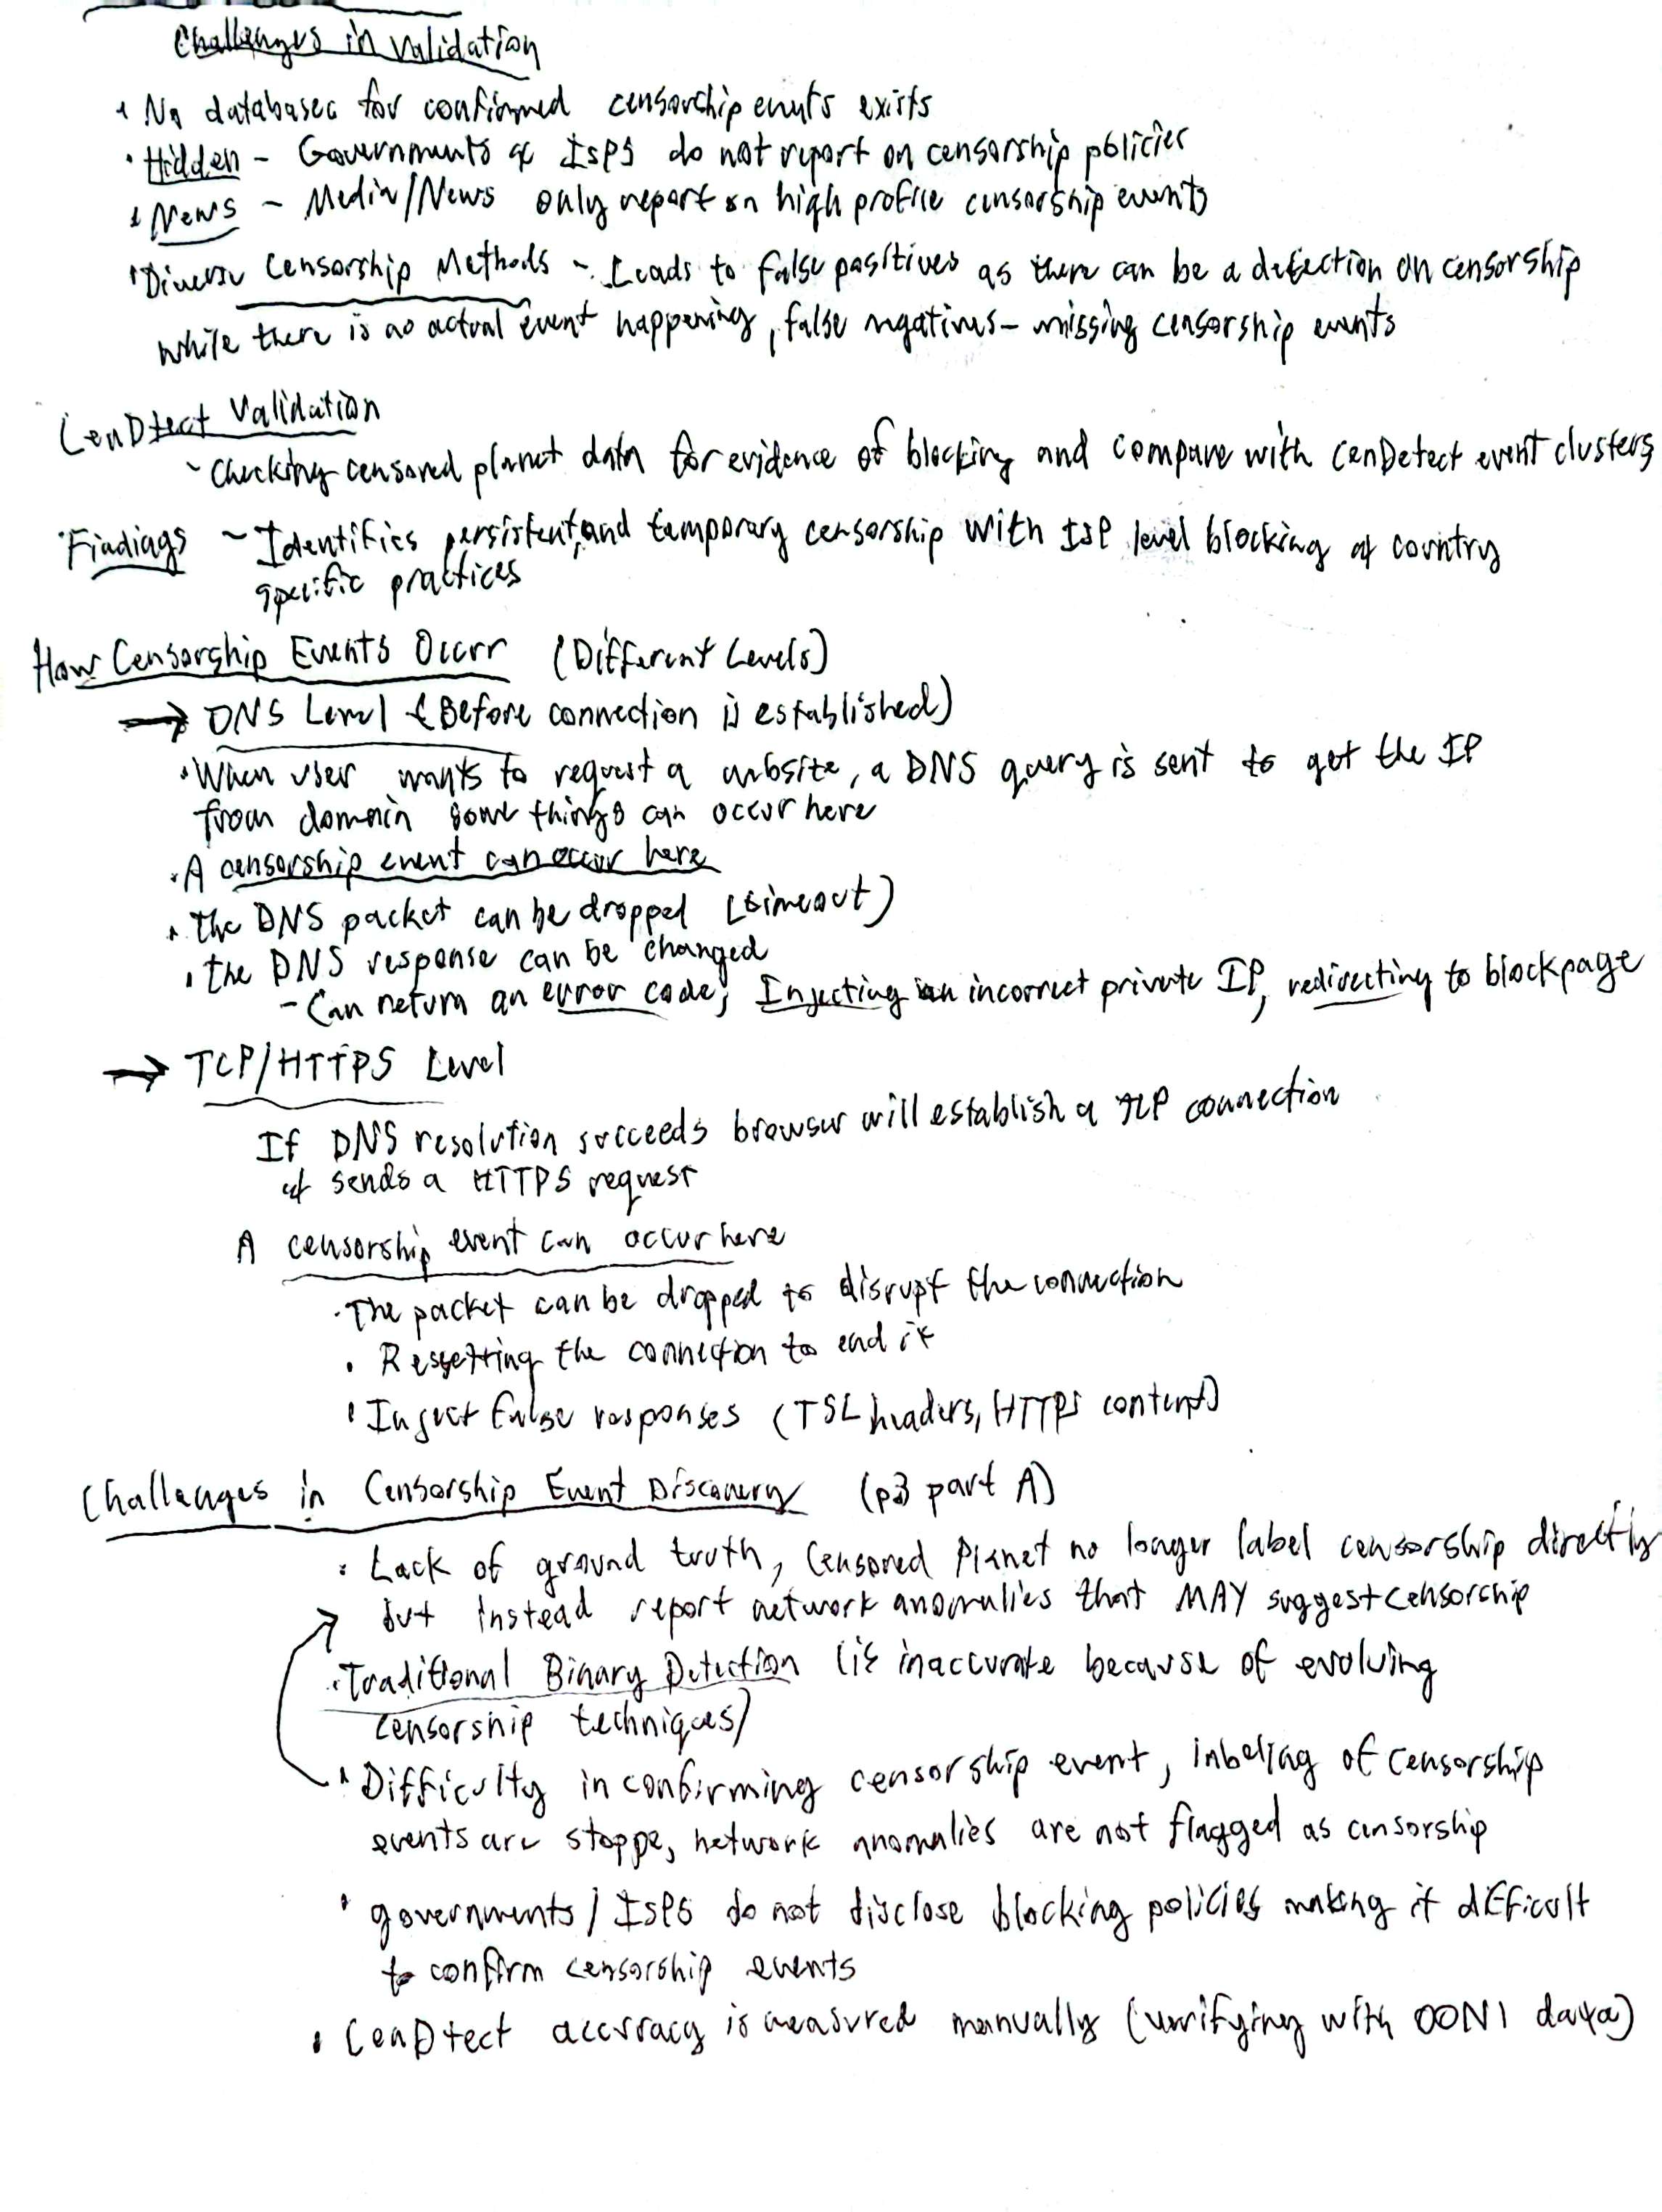 Challenges in Validation
• No databases for confirmed censorship events exists
• Hidden - Governments & ISPS do not report on censorship policies
• News - Media/News only report on high profile censorship events
• Diverse Censorship Methods - Leads to false positives as there can be a detection on censorship
while there is no actual event happening, false negatives - missing censorship events
CenDtect Validation
- Checking censored planet data for evidence of blocking and compare with CenDetect event clusters
• Findings - Identifies persistent, and temporary censorship with ISP level blocking & country
specific practices
How Censorship Events Occrr (Different Levels)
→ DNS Level (Before connection is established)
• When user wants to request a website, a DNS query is sent to get the IP
from domain some things can occur here
• A censorship event can occur here
• the DNS packet can be dropped (timeout)
• the DNS response can be changed
- Can return an error code, Injecting an incorrect private IP, redirecting to blockpage
→ TCP/HTTPS Level
If DNS resolution succeeds browser will establish a TCP connection
& sends a HTTPS request
A censorship event can occur here
• The packet can be dropped to disrupt the connection
• Ressetting the connection to end it
• Inject false responses (TSL headers, HTTPS content)
Challenges in Censorship Event Discovery (p3 part A)
• Lack of ground truth, Censored Planet no longer label censorship directly
but instead report network anomalies that MAY suggest censorship
• Traditional Binary Detection (is inaccurate because of evolving
censorship techniques)
• Difficulty in confirming censorship event, labeling of censorship
events are stoppe, network anomalies are not flagged as censorship
• governments / ISPS do not disclose blocking policies making it difficult
to confirm censorship events
• CenDtect accuracy is measured manually (verifying with OONI data)